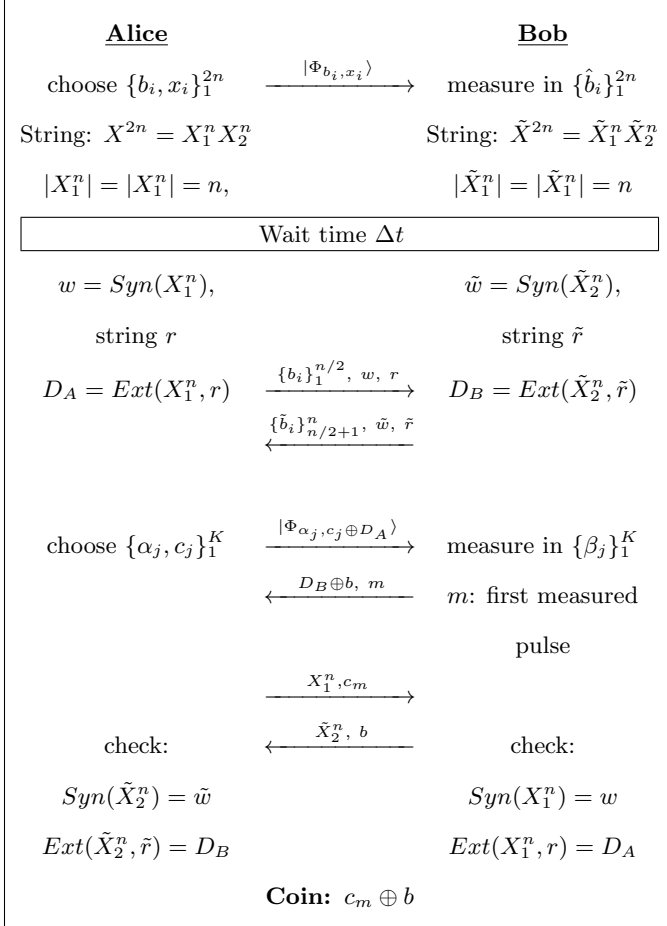 Alice Bob
choose {b_i, x_i}_1^{2n} |Φ_{b_i,x_i}⟩ measure in {b̂_i}_1^{2n}
String: X^{2n} = X_1^n X_2^n String: X̃^{2n} = X̃_1^n X̃_2^n
|X_1^n| = |X_1^n| = n, |X̃_1^n| = |X̃_1^n| = n
Wait time Δt
w = Syn(X_1^n), w̃ = Syn(X̃_2^n),
string r string r̃
D_A = Ext(X_1^n, r) {b_i}_1^{n/2}, w, r D_B = Ext(X̃_2^n, r̃)
{b̃_i}_{n/2+1}^n, w̃, r̃
choose {α_j, c_j}_1^K |Φ_{α_j,c_j⊕D_A}⟩ measure in {β_j}_1^K
D_B⊕b, m m: first measured
pulse
X_1^n, c_m
check: X̃_2^n, b check:
Syn(X̃_2^n) = w̃ Syn(X_1^n) = w
Ext(X̃_2^n, r̃) = D_B Ext(X_1^n, r) = D_A
Coin: c_m ⊕ b